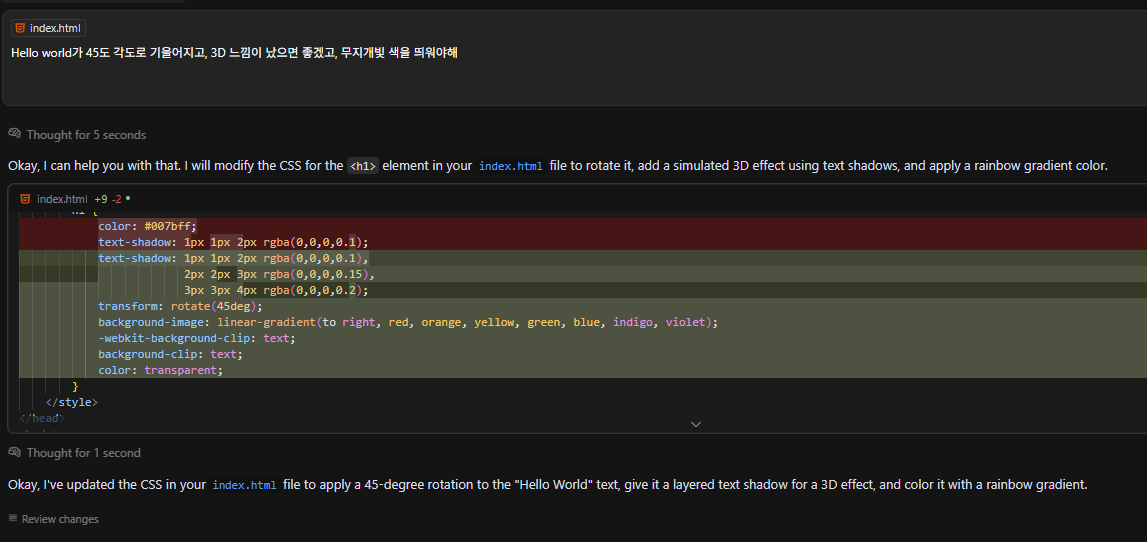 index.html
Hello world가 45도 각도로 기울어지고, 3D 느낌이 났으면 좋겠고, 무지개빛 색을 띄워야해
Thought for 5 seconds
Okay, I can help you with that. I will modify the CSS for the <h1> element in your index.html file to rotate it, add a simulated 3D effect using text shadows, and apply a rainbow gradient color.
index.html +9 -2
h1 {
color: #007bff;
text-shadow: 1px 1px 2px rgba(0,0,0,0.1);
text-shadow: 1px 1px 2px rgba(0,0,0,0.1),
2px 2px 3px rgba(0,0,0,0.15),
3px 3px 4px rgba(0,0,0,0.2);
transform: rotate(45deg);
background-image: linear-gradient(to right, red, orange, yellow, green, blue, indigo, violet);
-webkit-background-clip: text;
background-clip: text;
color: transparent;
}
</style>
</head>
Thought for 1 second
Okay, I've updated the CSS in your index.html file to apply a 45-degree rotation to the "Hello World" text, give it a layered text shadow for a 3D effect, and color it with a rainbow gradient.
Review changes